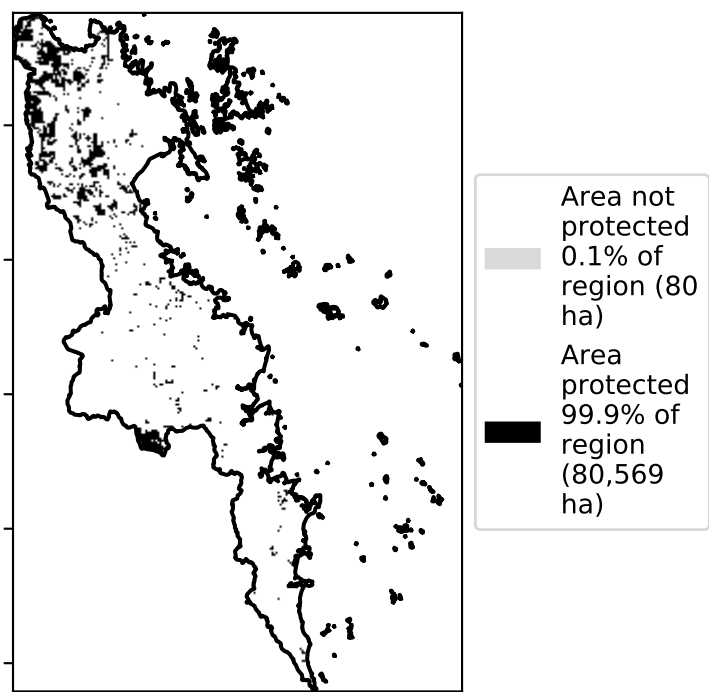 Area not
protected
0.1% of
region (80
ha)
Area
protected
99.9% of
region
(80,569
ha)